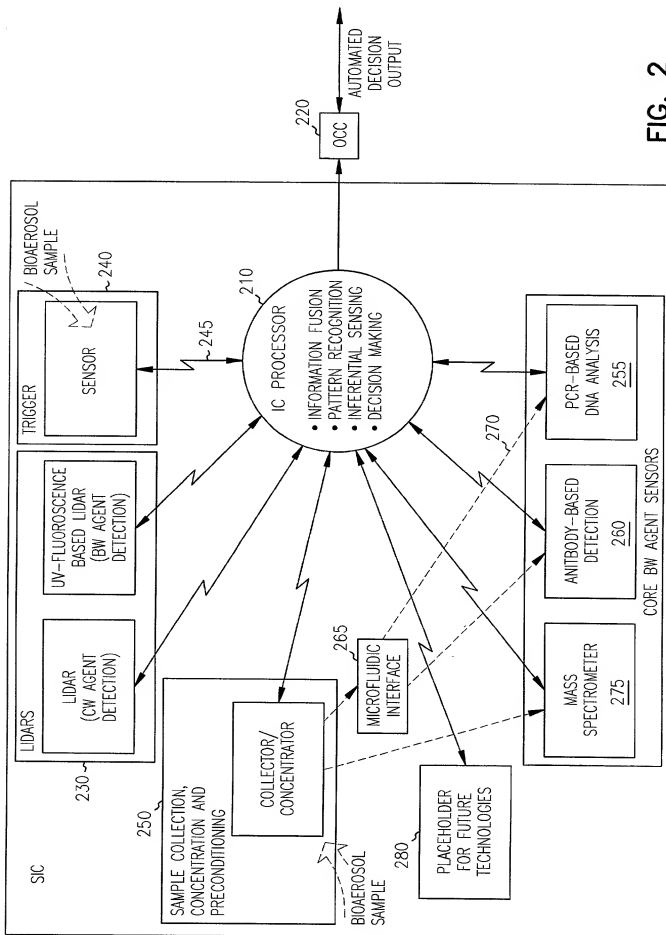 SIC
LIDARS
230
LIDAR
(CW AGENT
DETECTION)
UV-FLUOROSCENCE
BASED LIDAR
(BW AGENT
DETECTION)
TRIGGER
SENSOR
240
BIOAEROSOL
SAMPLE
245
250
SAMPLE COLLECTION,
CONCENTRATION AND
PRECONDITIONING
COLLECTOR/
CONCENTRATOR
BIOAEROSOL
SAMPLE
210
IC PROCESSOR
• INFORMATION FUSION
• PATTERN RECOGNITION
• INFERENTIAL SENSING
• DECISION MAKING
220
OCC
AUTOMATED
DECISION
OUTPUT
265
MICROFLUIDIC
INTERFACE
270
280
PLACEHOLDER
FOR FUTURE
TECHNOLOGIES
MASS
SPECTROMETER
275
ANITBODY-BASED
DETECTION
260
PCR-BASED
DNA ANALYSIS
255
CORE BW AGENT SENSORS
FIG. 2